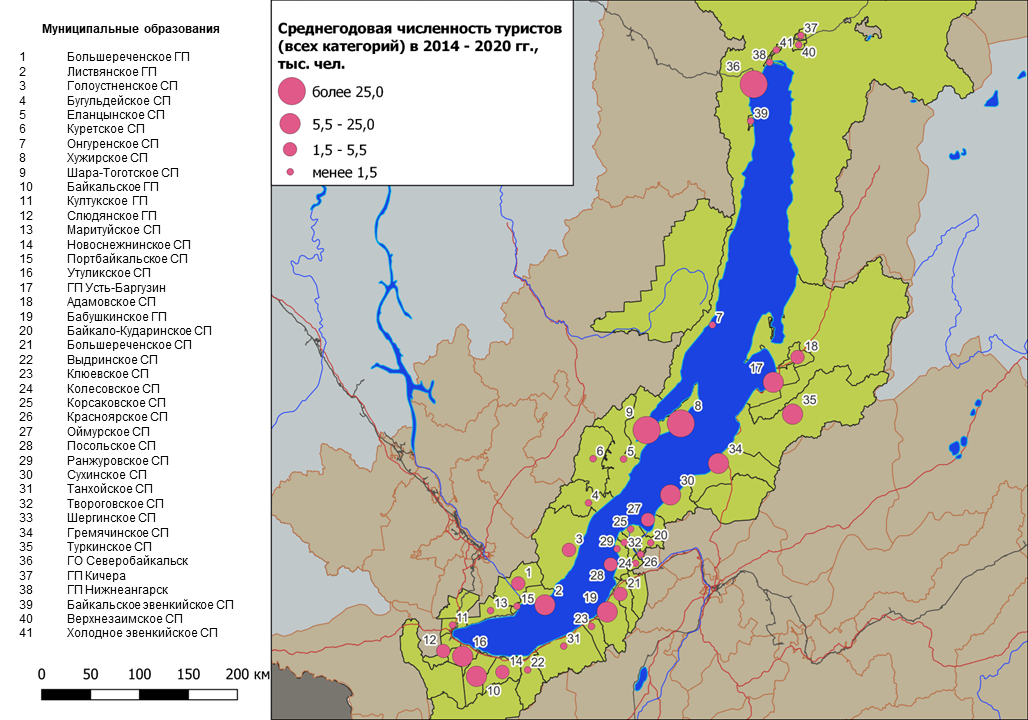 Муниципальные образования
1 Большереченское ГП
2 Листвянское ГП
3 Голоустненское СП
4 Бугульдейское СП
5 Еланцынское СП
6 Куретское СП
7 Онгуренское СП
8 Хужирское СП
9 Шара-Тоготское СП
10 Байкальское ГП
11 Култукское ГП
12 Слюдянское ГП
13 Маритуйское СП
14 Новоснежнинское СП
15 Портбайкальское СП
16 Утуликское СП
17 ГП Усть-Баргузин
18 Адамовское СП
19 Бабушкинское ГП
20 Байкало-Кударинское СП
21 Большереченское СП
22 Выдринское СП
23 Клюевское СП
24 Колесовское СП
25 Корсаковское СП
26 Красноярское СП
27 Оймурское СП
28 Посольское СП
29 Ранжуровское СП
30 Сухинское СП
31 Танхойское СП
32 Твороговское СП
33 Шергинское СП
34 Гремячинское СП
35 Туркинское СП
36 ГО Северобайкальск
37 ГП Кичера
38 ГП Нижнеангарск
39 Байкальское эвенкийское СП
40 Верхнезаимское СП
41 Холодное эвенкийское СП
0 50 100 150 200 км
Среднегодовая численность туристов
(всех категорий) в 2014 - 2020 гг.,
тыс. чел.
более 25,0
5,5 - 25,0
1,5 - 5,5
менее 1,5
37
41
40
38
36
39
7
18
17
35
9
8
34
6
5
30
4
27
25
3
29
32
20
24
26
28
1
21
2
15
19
13
11
23
12
16
31
14
22
10